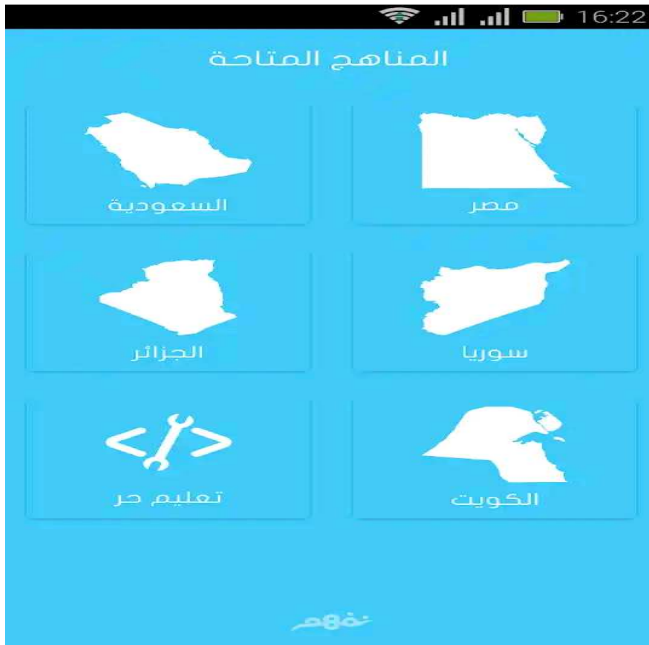 16:22
المناهج المتاحة
مصر
السعودية
سوريا
الجزائر
الكويت
تعليم حر
نفهم